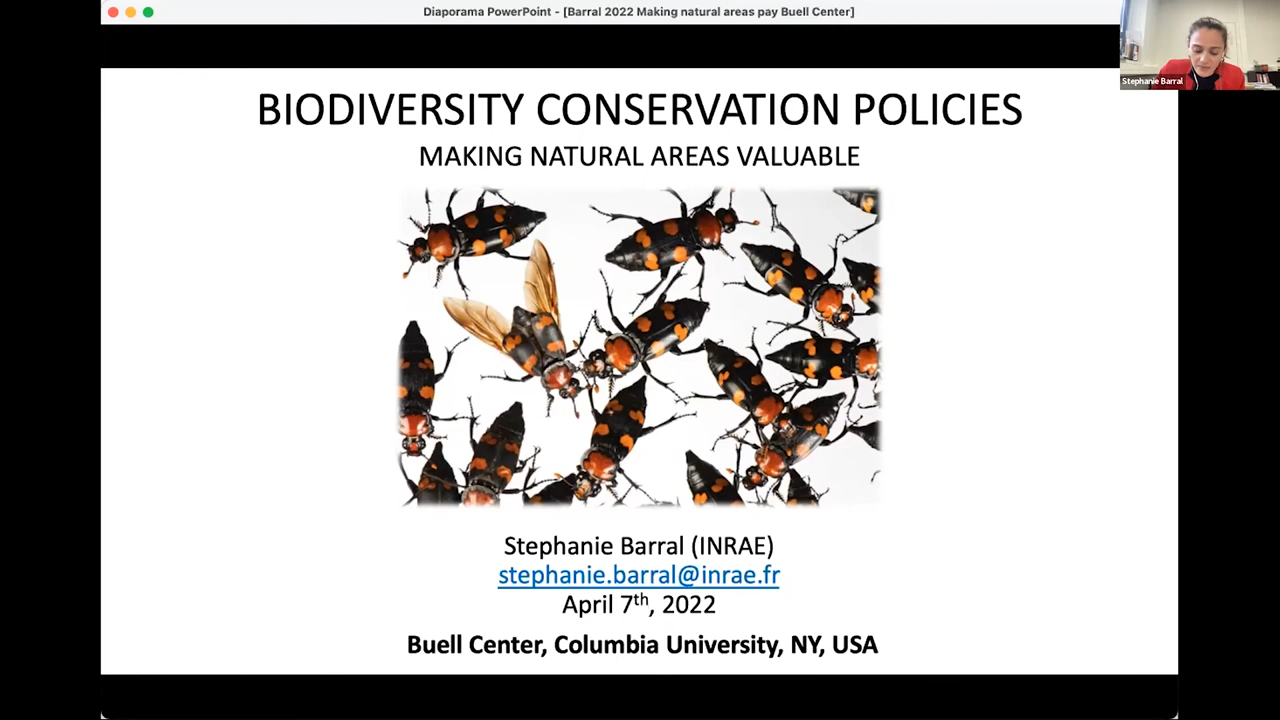 Diaporama PowerPoint - [Barral 2022 Making natural areas pay Buell Center]
Stephanie Barral
BIODIVERSITY CONSERVATION POLICIES
MAKING NATURAL AREAS VALUABLE
Stephanie Barral (INRAE)
stephanie.barral@inrae.fr
April 7th, 2022
Buell Center, Columbia University, NY, USA